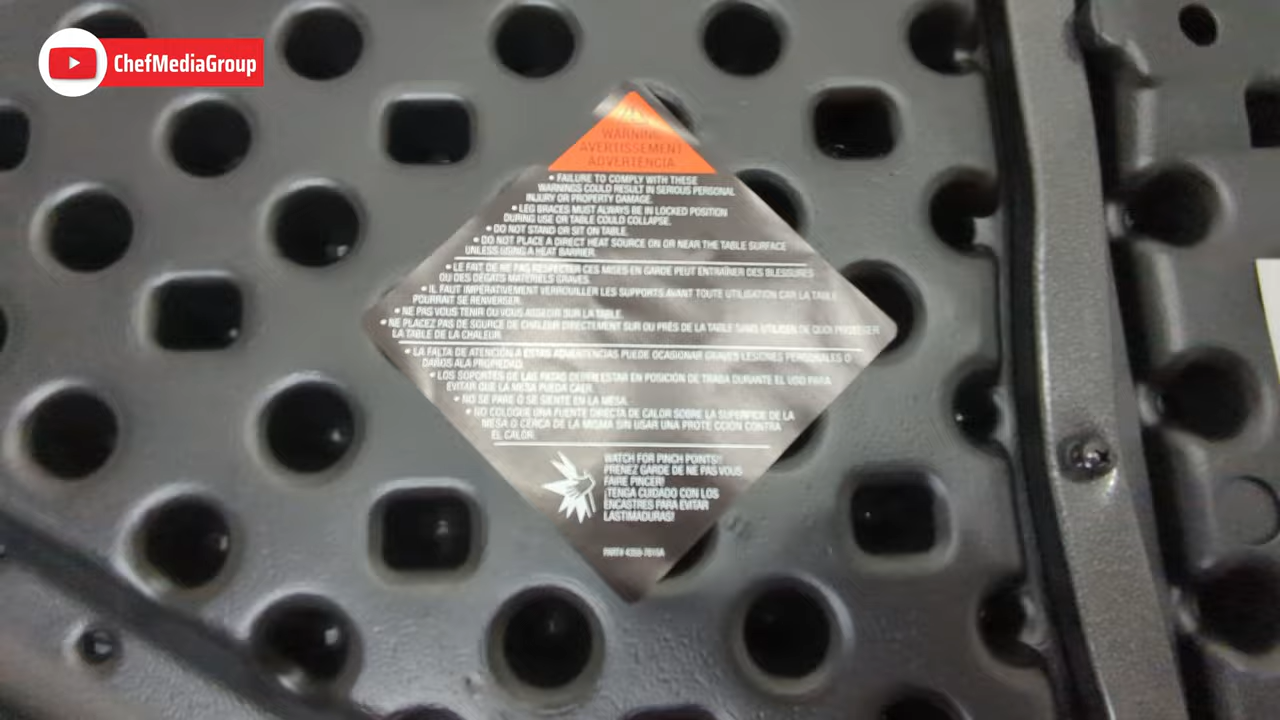 ChefMediaGroup
WARNING
AVERTISSEMENT
ADVERTENCIA
• FAILURE TO COMPLY WITH THESE
WARNINGS COULD RESULT IN SERIOUS PERSONAL
INJURY OR PROPERTY DAMAGE.
• LEG BRACES MUST ALWAYS BE IN LOCKED POSITION
DURING USE OR TABLE COULD COLLAPSE.
• DO NOT STAND OR SIT ON TABLE.
• DO NOT PLACE A DIRECT HEAT SOURCE ON OR NEAR THE TABLE SURFACE
UNLESS USING A HEAT BARRIER.
• LE FAIT DE NE PAS RESPECTER CES MISES EN GARDE PEUT ENTRAÎNER DES BLESSURES
OU DES DÉGATS MATERIELS GRAVES.
• IL FAUT IMPERATIVEMENT VERROUILLER LES SUPPORTS AVANT TOUTE UTILISATION CAR LA TABLE
POURRAIT SE RENVERSER.
• NE PAS VOUS TENIR OU VOUS ASSEOIR SUR LA TABLE.
• NE PLACEZ PAS DE SOURCE DE CHALEUR DIRECTEMENT SUR OU PRÈS DE LA TABLE SANS UTILISER DE QUOI PROTEGER
LA TABLE DE LA CHALEUR.
• LA FALTA DE ATENCIÓN A ESTAS ADVERTENCIAS PUEDE OCASIONAR GRAVES LESIONES PERSONALES O
DAÑOS ALA PROPIEDAD.
• LOS SOPORTES DE LAS PATAS DEBEN ESTAR EN POSICIÓN DE TRABA DURANTE EL USO PARA
EVITAR QUE LA MESA PUEDA CAER.
• NO SE PARE O SE SIENTE EN LA MESA.
• NO COLOQUE UNA FUENTE DIRECTA DE CALOR SOBRE LA SUPERFICIE DE LA
MESA O CERCA DE LA MISMA SIN USAR UNA PROTE CCIÓN CONTRA
EL CALOR.
WATCH FOR PINCH POINTS!!
PRENEZ GARDE DE NE PAS VOUS
FAIRE PINCER!
¡TENGA CUIDADO CON LOS
ENCASTRES PARA EVITAR
LASTIMADURAS!
PART#